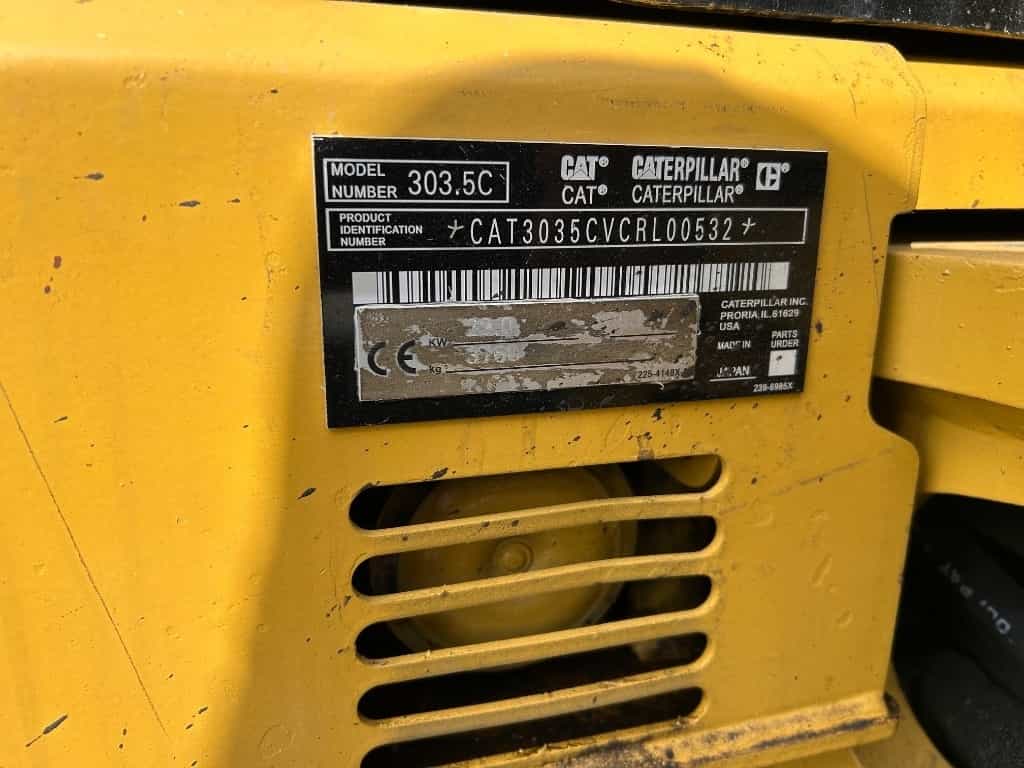 MODEL NUMBER 303.5C
CAT® CATERPILLAR®
CAT® CATERPILLAR®
PRODUCT IDENTIFICATION NUMBER *CAT3035CVCRL00532*
CATERPILLAR INC.
PRORIA,IL.61629
USA
MADE IN JAPAN
PARTS URDER
CE
KW
kg
225-4148X
239-6985X